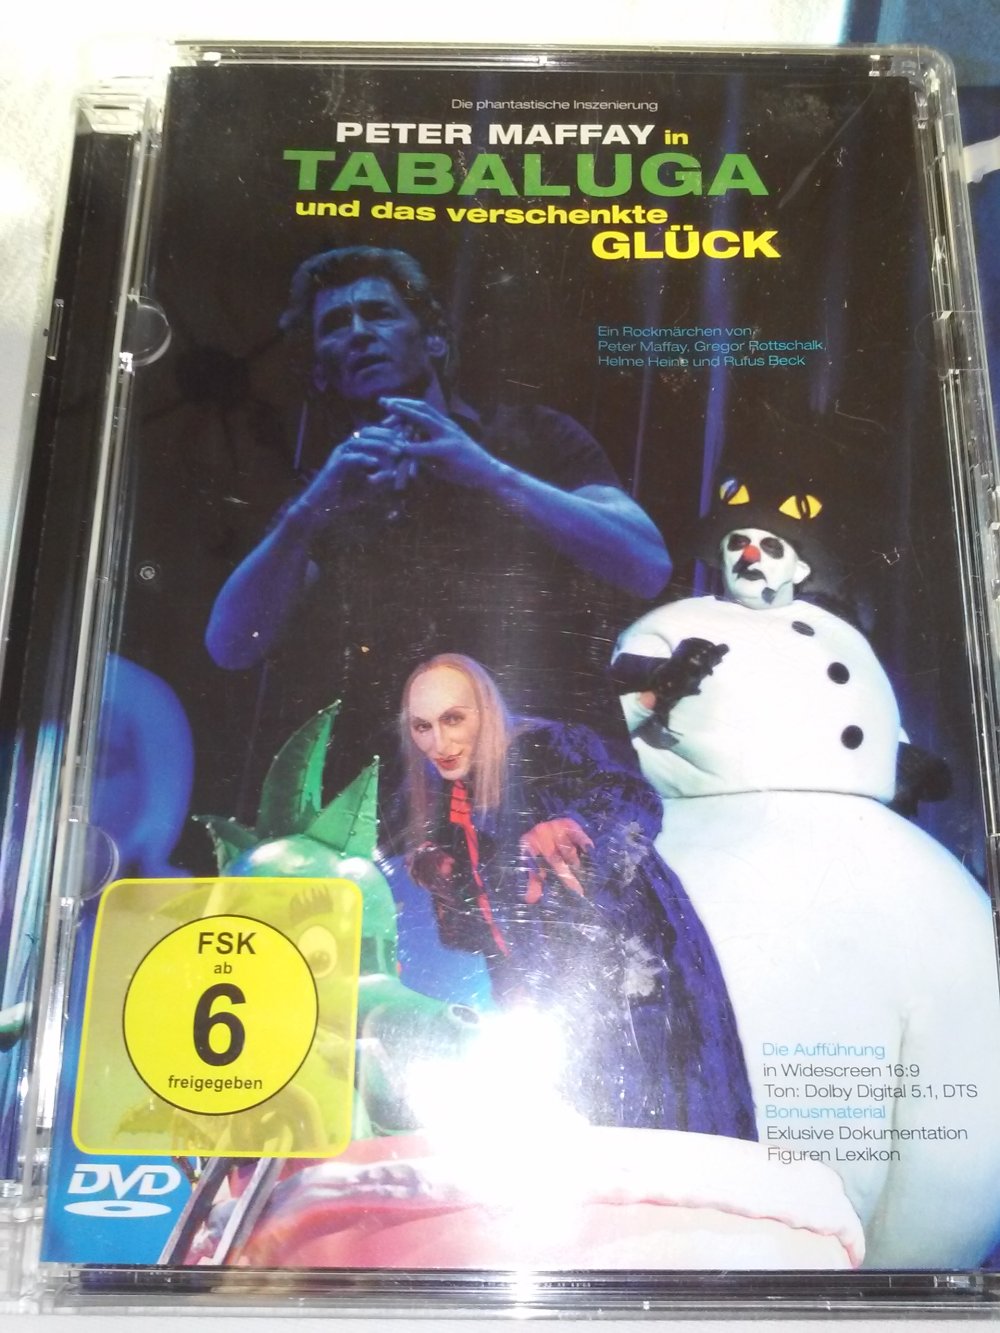 Die phantastische Inszenierung
PETER MAFFAY in
TABALUGA
und das verschenkte
GLÜCK
Ein Rockmärchen von
Peter Maffay, Gregor Rottschalk,
Helme Heine und Rufus Beck
FSK
ab
6
freigegeben
Die Aufführung
in Widescreen 16:9
Ton: Dolby Digital 5.1, DTS
Bonusmaterial
Exlusive Dokumentation
Figuren Lexikon
DVD